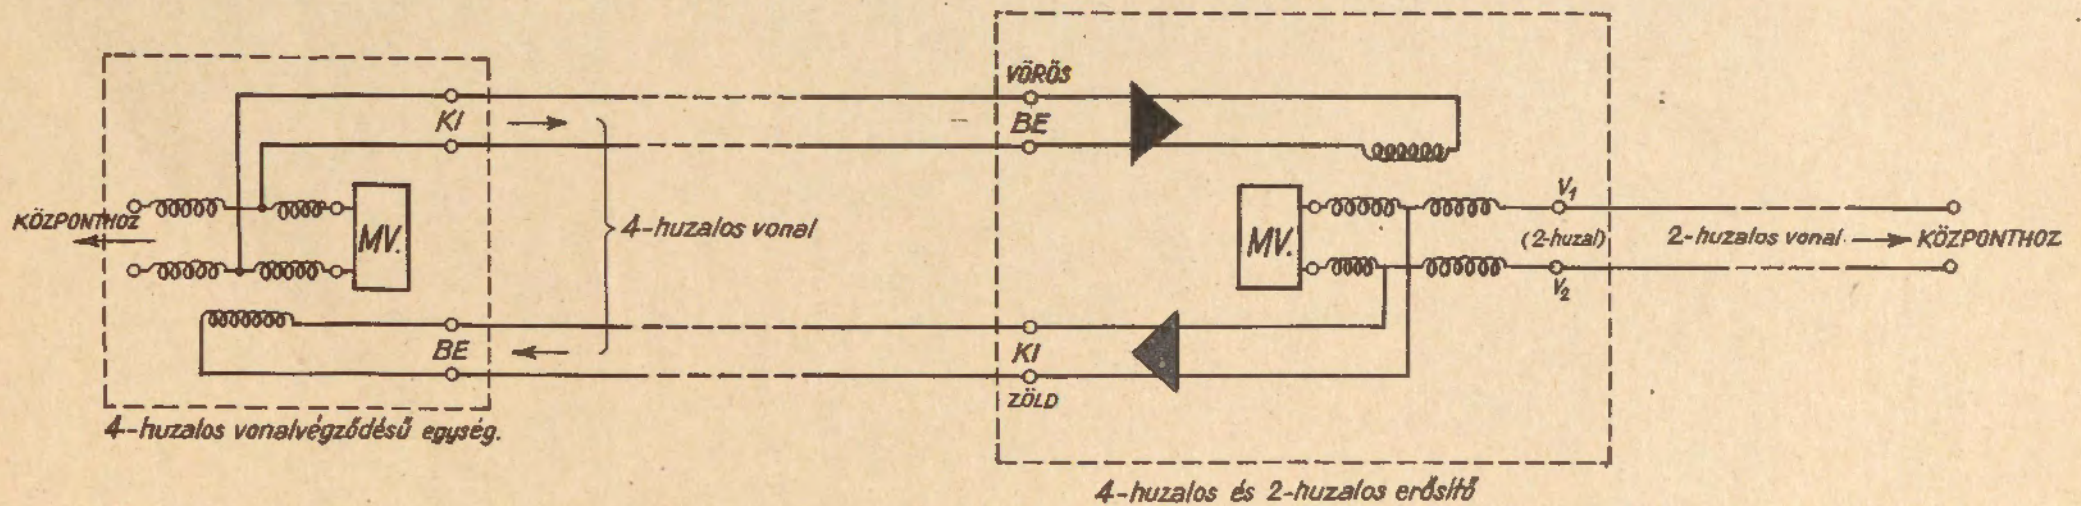 KÖZPONTHOZ
KI
MV.
BE
4-huzalos vonal
4-huzalos vonalvégződésű egység.
VÖRÖS
BE
MV.
V1
(2-huzal)
V2
KI
ZÖLD
2-huzalos vonal
KÖZPONTHOZ
4-huzalos és 2-huzalos erősítő